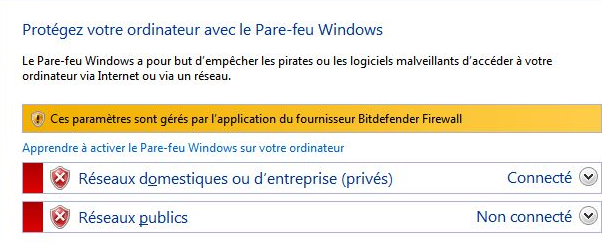 Protégez votre ordinateur avec le Pare-feu Windows
Le Pare-feu Windows a pour but d'empêcher les pirates ou les logiciels malveillants d'accéder à votre
ordinateur via Internet ou via un réseau.
Ces paramètres sont gérés par l'application du fournisseur Bitdefender Firewall
Apprendre à activer le Pare-feu Windows sur votre ordinateur
Réseaux domestiques ou d'entreprise (privés) Connecté
Réseaux publics Non connecté